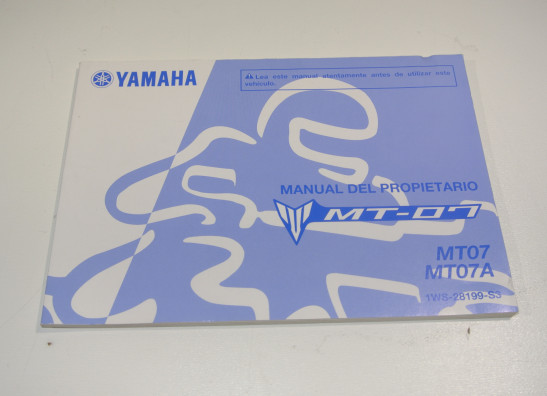 YAMAHA
Lea este manual atentamente antes de utilizar este
vehículo.
MANUAL DEL PROPIETARIO
MT-07
MT07
MT07A
1WS-28199-S3